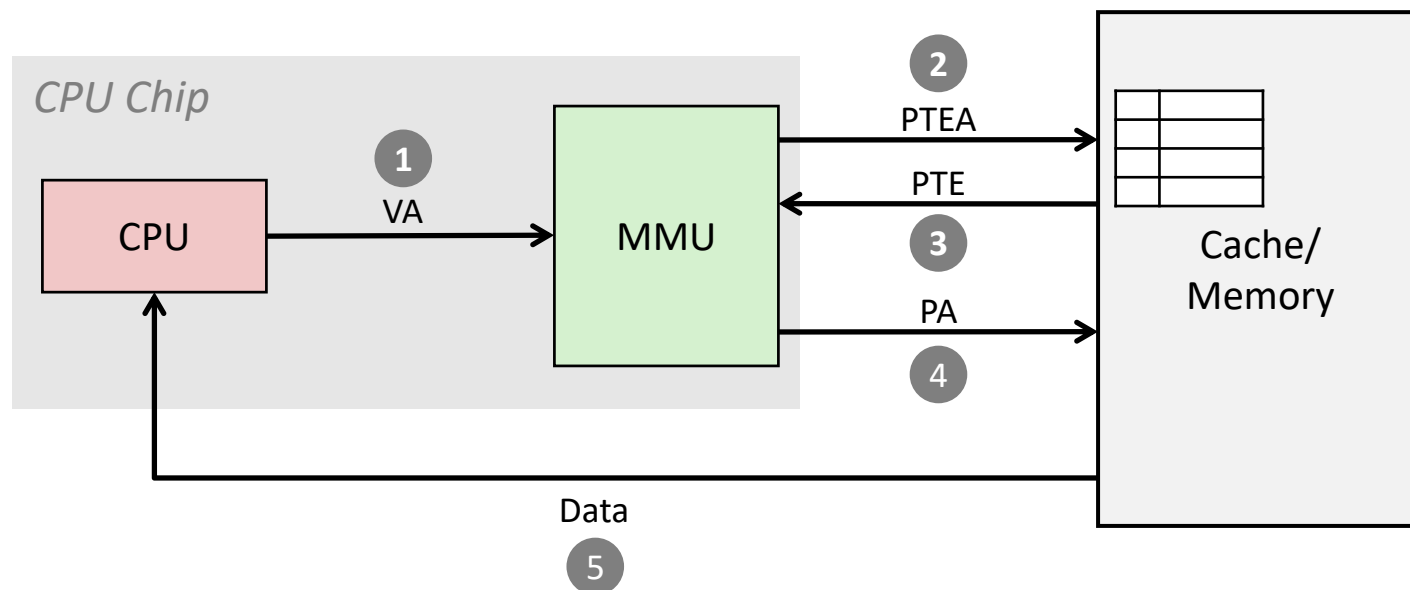 CPU Chip
CPU
1
VA
MMU
2
PTEA
PTE
3
PA
4
Cache/
Memory
Data
5